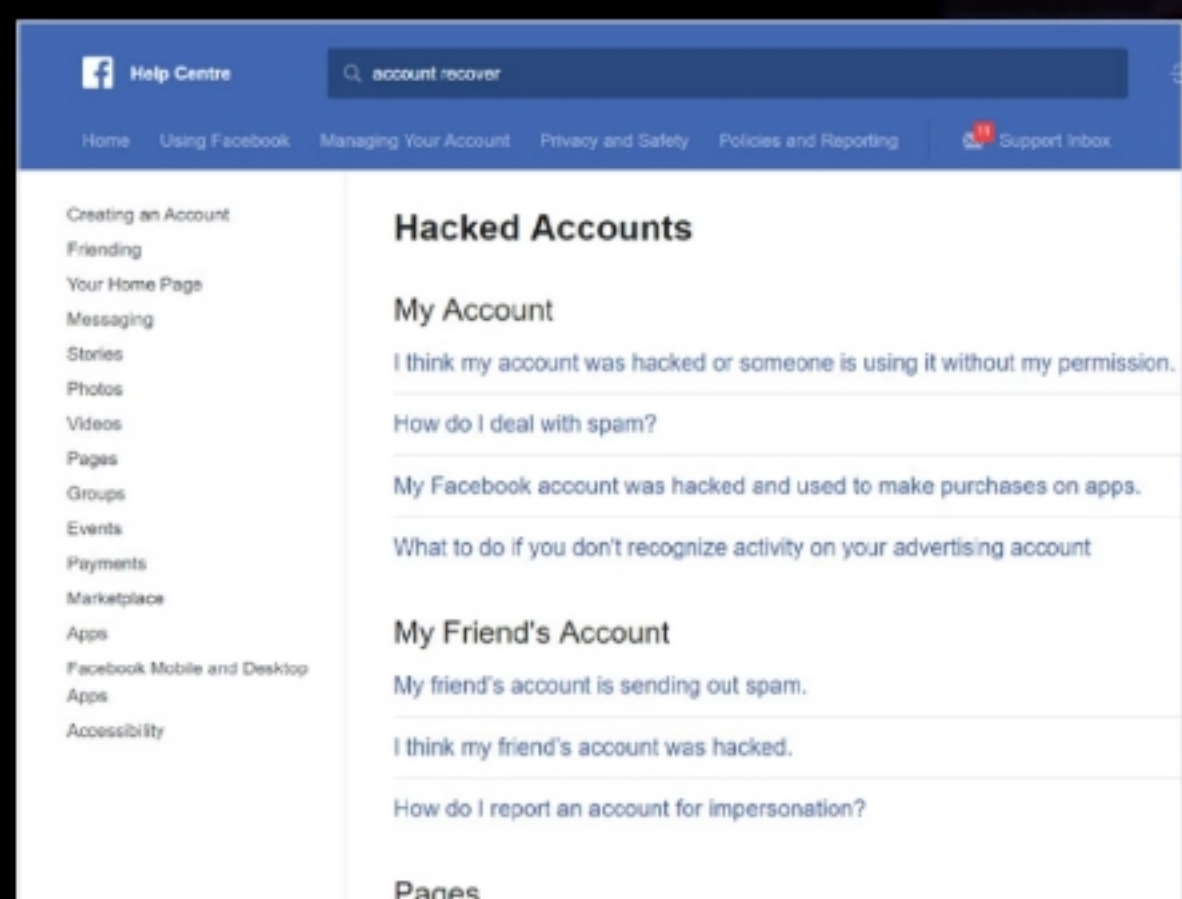 f Help Centre
account recover
Home Using Facebook Managing Your Account Privacy and Safety Policies and Reporting Support Inbox
Creating an Account
Friending
Your Home Page
Messaging
Stories
Photos
Videos
Pages
Groups
Events
Payments
Marketplace
Apps
Facebook Mobile and Desktop
Apps
Accessibility
Hacked Accounts
My Account
I think my account was hacked or someone is using it without my permission.
How do I deal with spam?
My Facebook account was hacked and used to make purchases on apps.
What to do if you don't recognize activity on your advertising account
My Friend's Account
My friend's account is sending out spam.
I think my friend's account was hacked.
How do I report an account for impersonation?
Pages